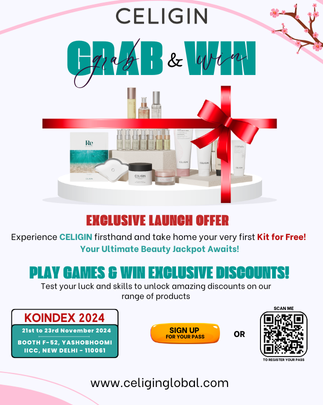 CELIGIN
GRAB & WIN
grab win
Re
EXCLUSIVE LAUNCH OFFER
Experience CELIGIN firsthand and take home your very first Kit for Free!
Your Ultimate Beauty Jackpot Awaits!
PLAY GAMES & WIN EXCLUSIVE DISCOUNTS!
Test your luck and skills to unlock amazing discounts on our
range of products
KOINDEX 2024
21st to 23rd November 2024
BOOTH F-52, YASHOBHOOMI
IICC, NEW DELHI - 110061
SIGN UP
FOR YOUR PASS
OR
SCAN ME
TO REGISTER YOUR PASS
www.celiginglobal.com